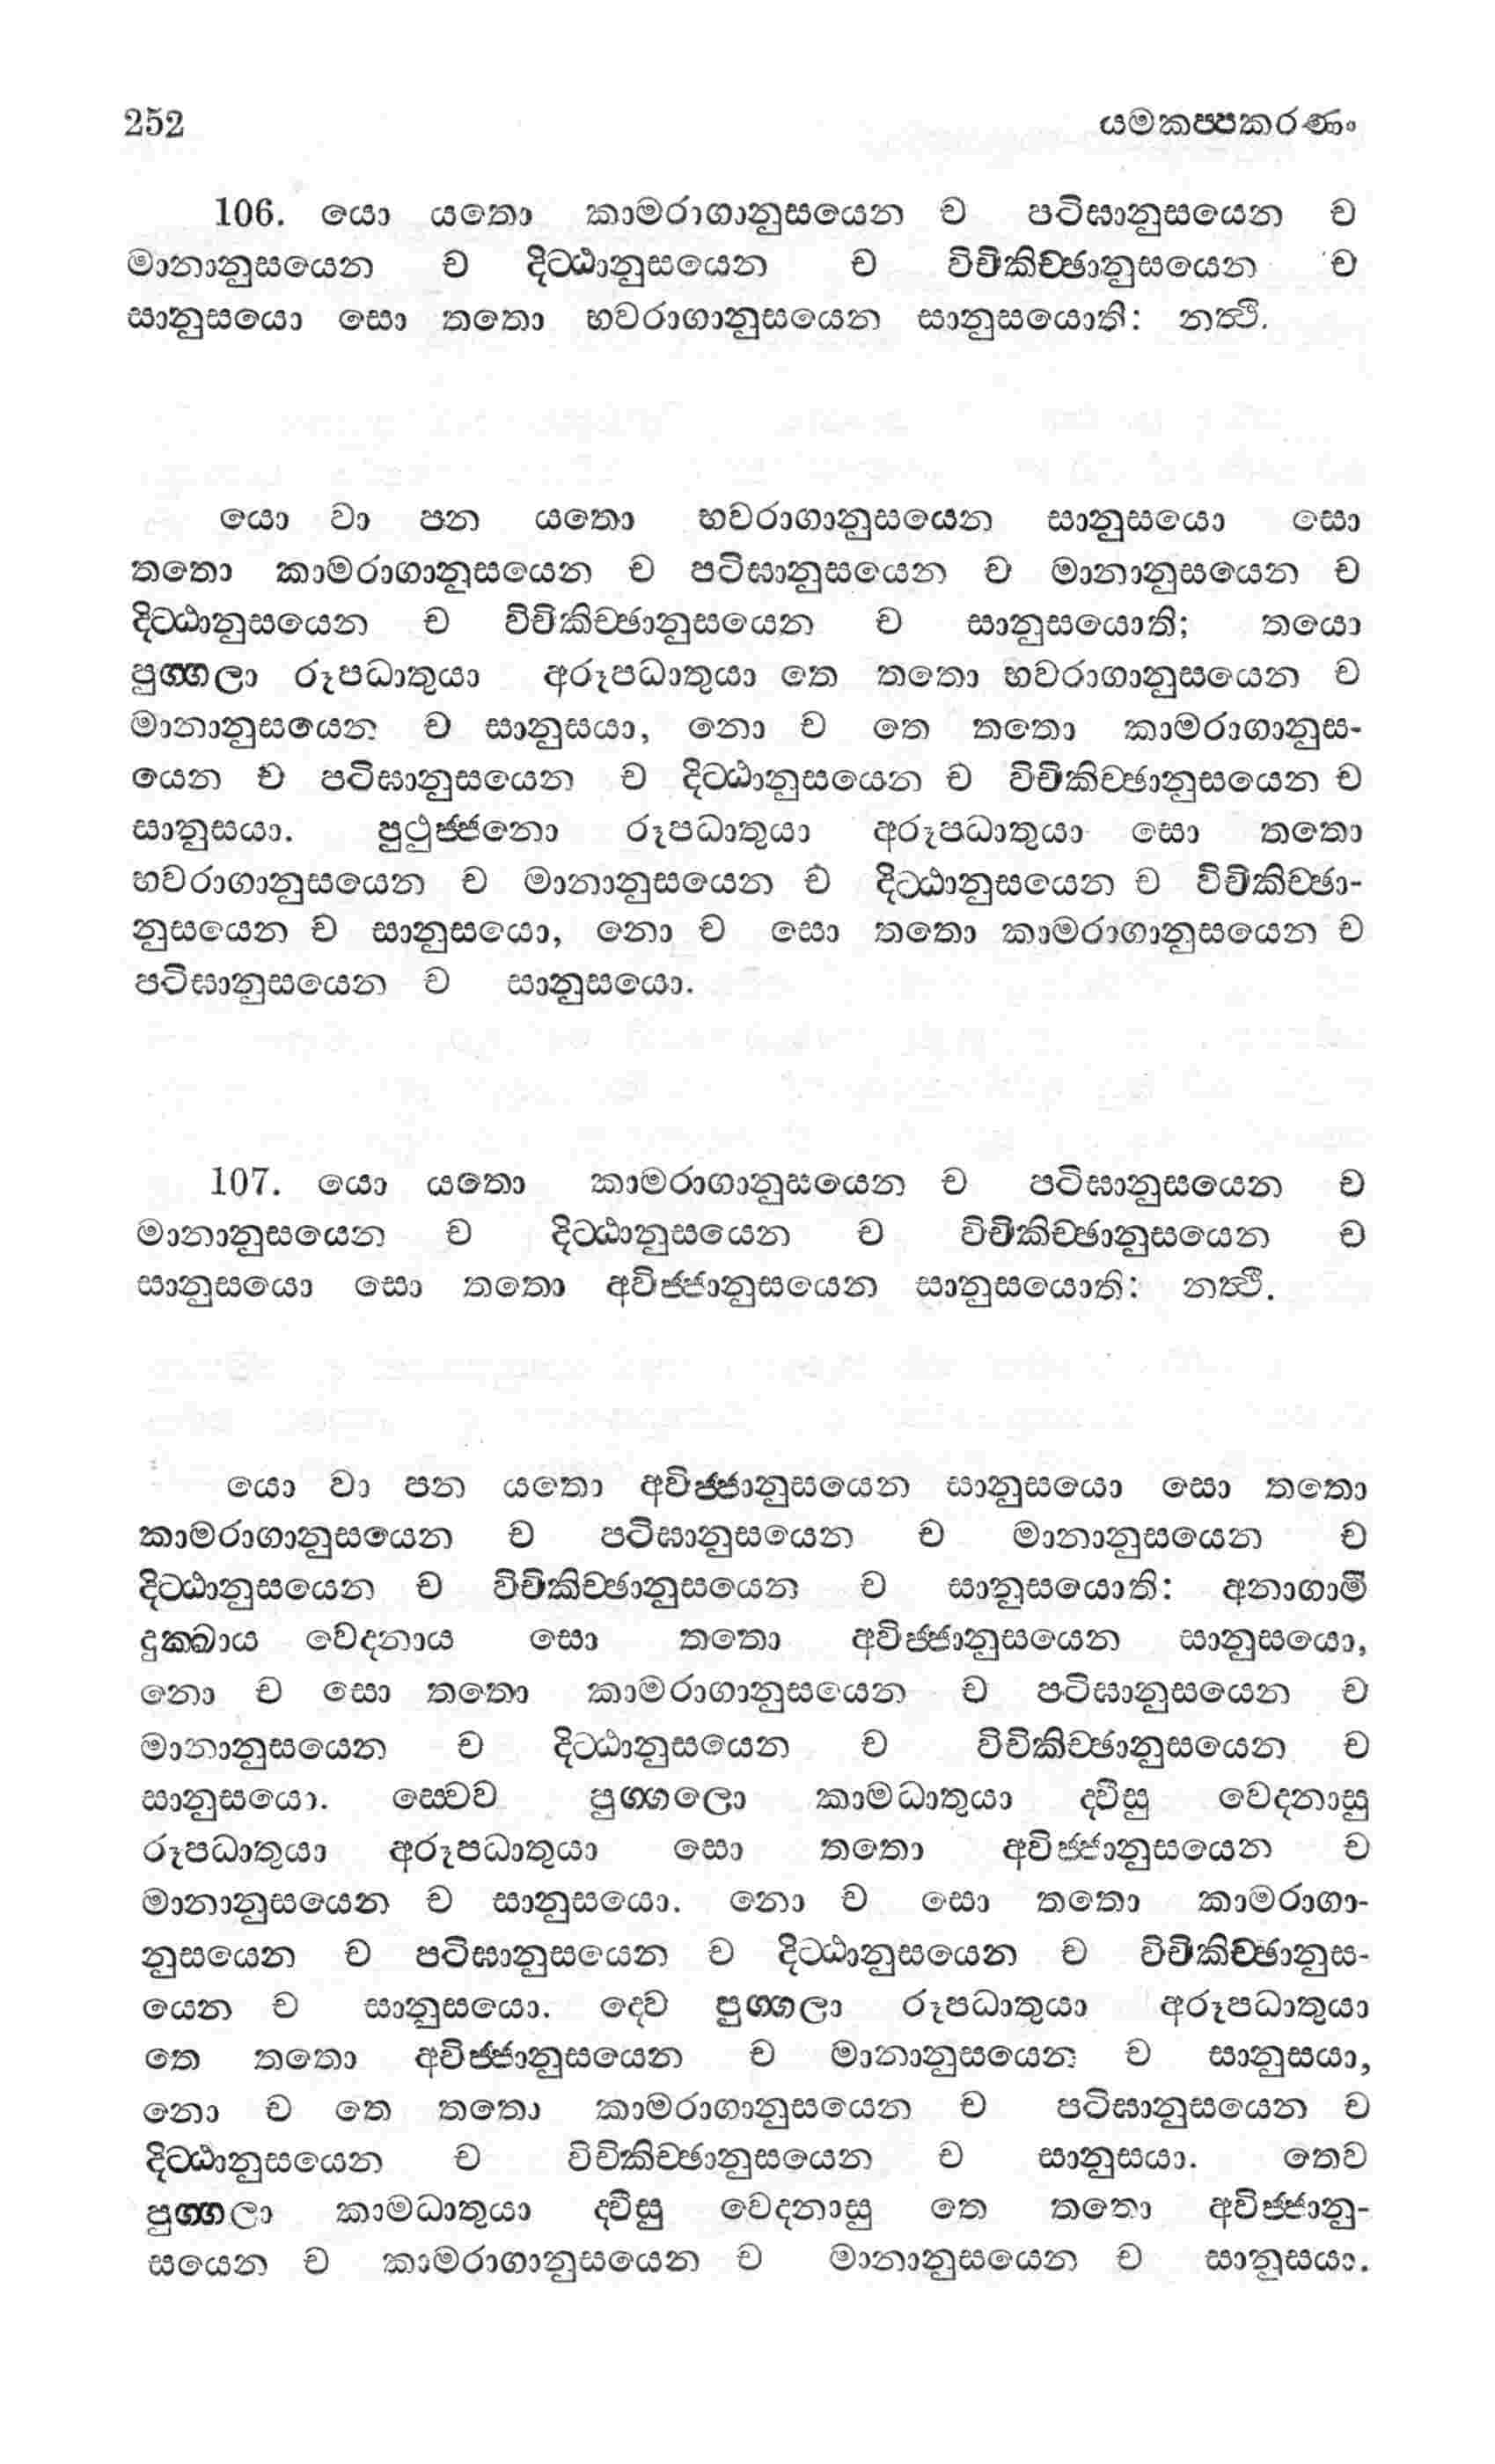 252
යමකප්පකරණං
106. යො යතො කාමරාගානුසයෙන ච පටිඝානුසයෙන ච
මානානුසයෙන ච දිට්ඨානුසයෙන ච විචිකිච්ඡානුසයෙන ච
සානුසයො සො තතො භවරාගානුසයෙන සානුසයොති: නත්‍ථි.
යො වා පන යතො භවරාගානුසයෙන සානුසයො සො
තතො කාමරාගානුසයෙන ච පටිඝානුසයෙන ච මානානුසයෙන ච
දිට්ඨානුසයෙන ච විචිකිච්ඡානුසයෙන ච සානුසයොති; තයො
පුග්ගලා රූපධාතුයා අරූපධාතුයා තෙ තතො භවරාගානුසයෙන ච
මානානුසයෙන ච සානුසයා, නො ච තෙ තතො කාමරාගානුස-
යෙන ච පටිඝානුසයෙන ච දිට්ඨානුසයෙන ච විචිකිච්ඡානුසයෙන ච
සානුසයා. පුථුජ්ජනො රූපධාතුයා අරූපධාතුයා සො තතො
භවරාගානුසයෙන ච මානානුසයෙන ච දිට්ඨානුසයෙන ච විචිකිච්ඡා-
නුසයෙන ච සානුසයො, නො ච සො තතො කාමරාගානුසයෙන ච
පටිඝානුසයෙන ච සානුසයො.
107. යො යතො කාමරාගානුසයෙන ච පටිඝානුසයෙන ච
මානානුසයෙන ච දිට්ඨානුසයෙන ච විචිකිච්ඡානුසයෙන ච
සානුසයො සො තතො අවිජ්ජානුසයෙන සානුසයොති: නත්‍ථි.
යො වා පන යතො අවිජ්ජානුසයෙන සානුසයො සො තතො
කාමරාගානුසයෙන ච පටිඝානුසයෙන ච මානානුසයෙන ච
දිට්ඨානුසයෙන ච විචිකිච්ඡානුසයෙන ච සානුසයොති: අනාගාමී
දුක්ඛාය වෙදනාය සො තතො අවිජ්ජානුසයෙන සානුසයො,
නො ච සො තතො කාමරාගානුසයෙන ච පටිඝානුසයෙන ච
මානානුසයෙන ච දිට්ඨානුසයෙන ච විචිකිච්ඡානුසයෙන ච
සානුසයො. ස්වෙව පුග්ගලො කාමධාතුයා ද්වීසු වෙදනාසු
රූපධාතුයා අරූපධාතුයා සො තතො අවිජ්ජානුසයෙන ච
මානානුසයෙන ච සානුසයො. නො ච සො තතො කාමරාගා-
නුසයෙන ච පටිඝානුසයෙන ච දිට්ඨානුසයෙන ච විචිකිච්ඡානුස-
යෙන ච සානුසයො. ද්වෙ පුග්ගලා රූපධාතුයා අරූපධාතුයා
තෙ තතො අවිජ්ජානුසයෙන ච මානානුසයෙන ච සානුසයා,
නො ච තෙ තතො කාමරාගානුසයෙන ච පටිඝානුසයෙන ච
දිට්ඨානුසයෙන ච විචිකිච්ඡානුසයෙන ච සානුසයා. තෙව
පුග්ගලා කාමධාතුයා ද්වීසු වෙදනාසු තෙ තතො අවිජ්ජානු-
සයෙන ච කාමරාගානුසයෙන ච මානානුසයෙන ච සානුසයා.